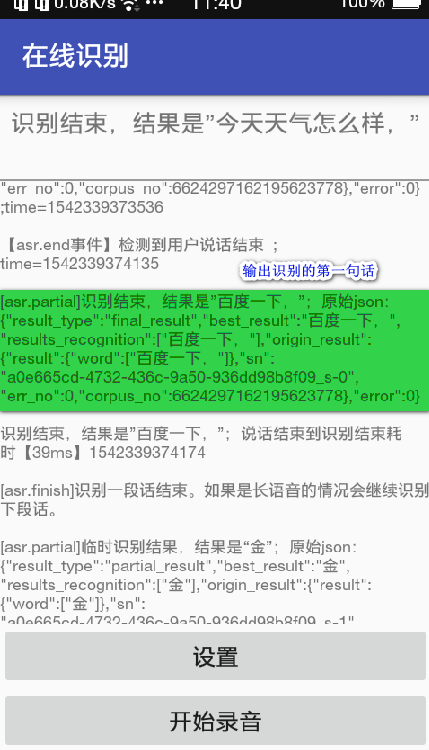 0.08K/s
11:40
100%
在线识别
识别结束，结果是”今天天气怎么样，”
"err_no":0,"corpus_no":6624297162195623778},"error":0}
;time=1542339373536
【asr.end事件】检测到用户说话结束 ；
time=1542339374135
输出识别的第一句话
[asr.partial]识别结束，结果是”百度一下，”；原始json:
{"result_type":"final_result","best_result":"百度一下，",
"results_recognition":["百度一下，"],"origin_result":
{"result":{"word":["百度一下，"]},"sn":
"a0e665cd-4732-436c-9a50-936dd98b8f09_s-0",
"err_no":0,"corpus_no":6624297162195623778},"error":0}
识别结束，结果是”百度一下，”；说话结束到识别结束耗
时【39ms】1542339374174
[asr.finish]识别一段话结束。如果是长语音的情况会继续识别
下段话。
[asr.partial]临时识别结果，结果是“金”；原始json:
{"result_type":"partial_result","best_result":"金",
"results_recognition":["金"],"origin_result":{"result":
{"word":["金"]},"sn":
"a0e665cd-4732-436c-9a50-936dd98b8f09_s-1",
设置
开始录音